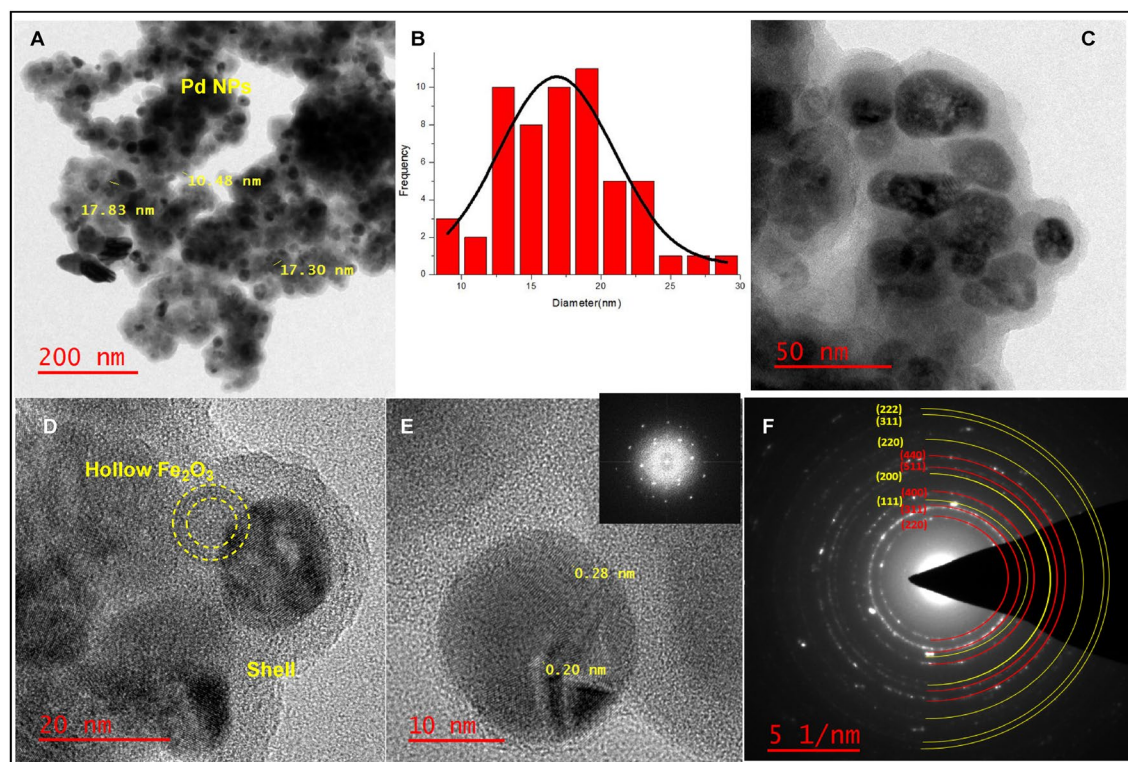 A
Pd NPs
10.48 nm
17.83 nm
17.30 nm
200 nm
B
Frequency
10
8
6
4
2
0
10
15
20
25
30
Diameter(nm)
C
50 nm
D
Hollow Fe₂O₃
Shell
20 nm
E
0.28 nm
0.20 nm
10 nm
F
(222)
(311)
(220)
(440)
(511)
(200)
(400)
(111)
(311)
(220)
5 1/nm